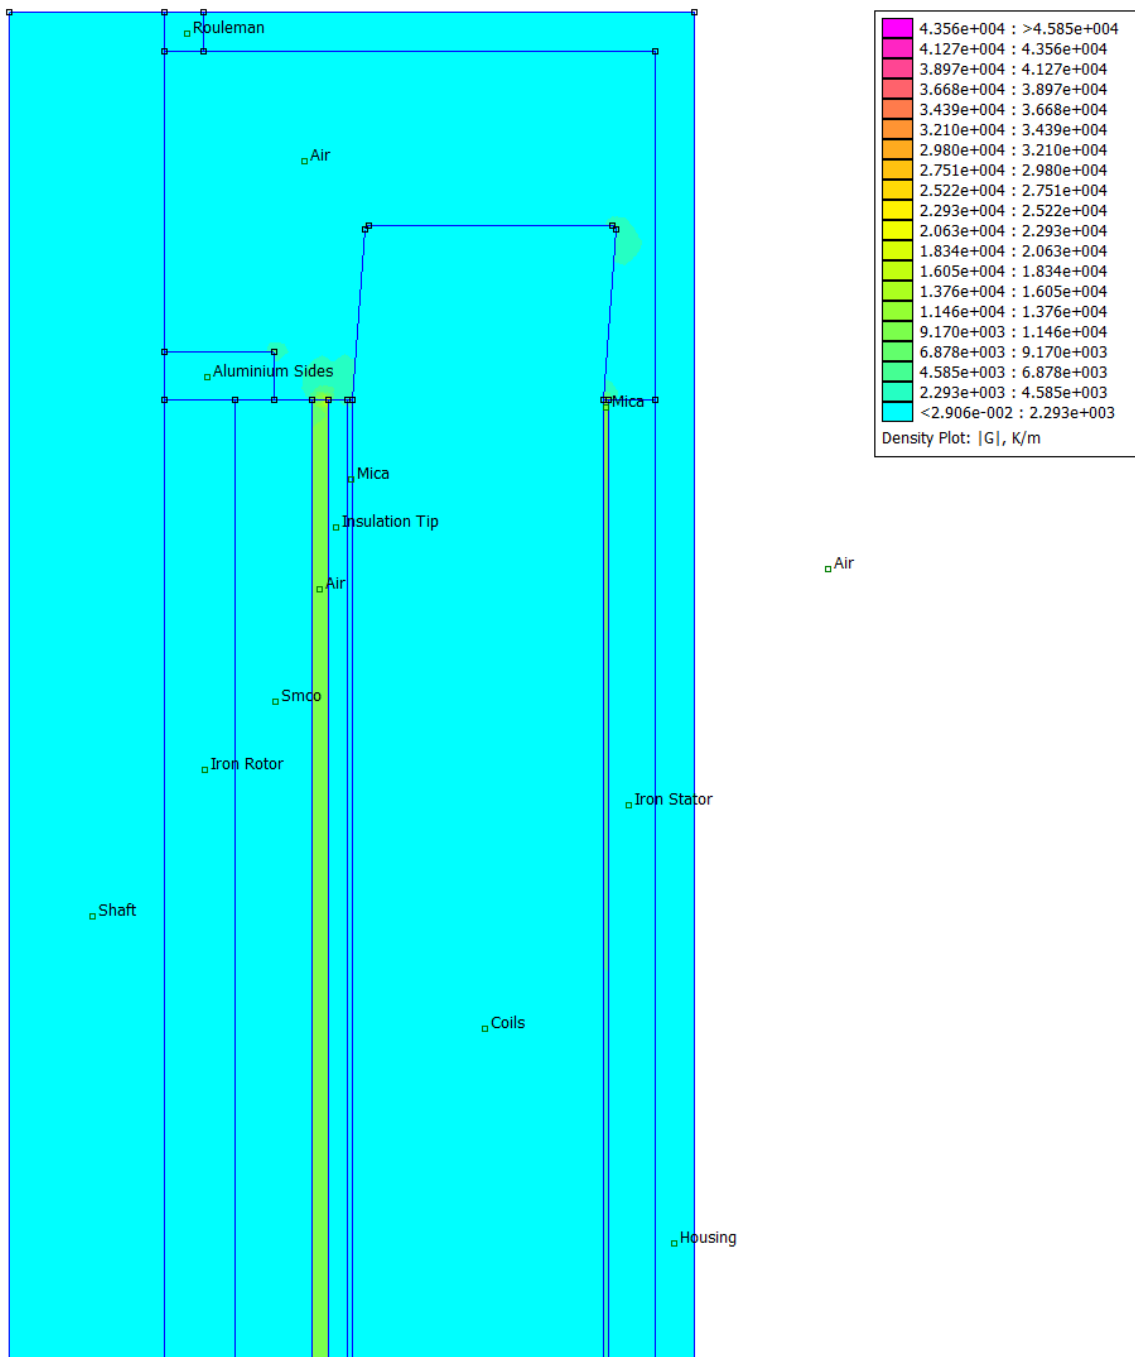 Rouleman
Air
Aluminium Sides
Mica
Mica
Insulation Tip
Air
Air
Smco
Iron Rotor
Iron Stator
Shaft
Coils
Housing
4.356e+004 : >4.585e+004
4.127e+004 : 4.356e+004
3.897e+004 : 4.127e+004
3.668e+004 : 3.897e+004
3.439e+004 : 3.668e+004
3.210e+004 : 3.439e+004
2.980e+004 : 3.210e+004
2.751e+004 : 2.980e+004
2.522e+004 : 2.751e+004
2.293e+004 : 2.522e+004
2.063e+004 : 2.293e+004
1.834e+004 : 2.063e+004
1.605e+004 : 1.834e+004
1.376e+004 : 1.605e+004
1.146e+004 : 1.376e+004
9.170e+003 : 1.146e+004
6.878e+003 : 9.170e+003
4.585e+003 : 6.878e+003
2.293e+003 : 4.585e+003
<2.906e-002 : 2.293e+003
Density Plot: |G|, K/m